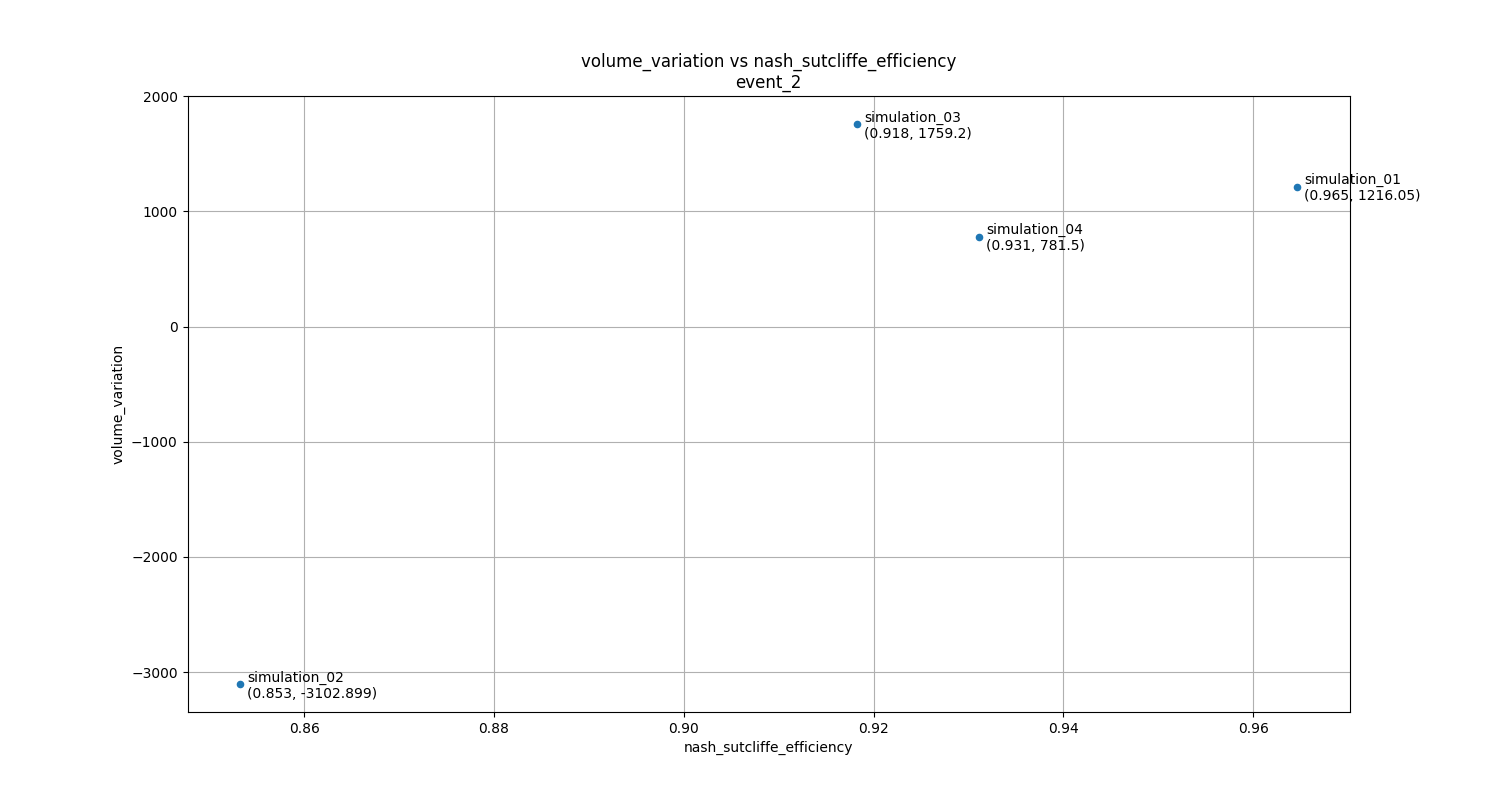 volume_variation vs nash_sutcliffe_efficiency
event_2
2000
1000
0
−1000
−2000
−3000
volume_variation
simulation_03
(0.918, 1759.2)
simulation_01
(0.965, 1216.05)
simulation_04
(0.931, 781.5)
simulation_02
(0.853, -3102.899)
0.86 0.88 0.90 0.92 0.94 0.96
nash_sutcliffe_efficiency